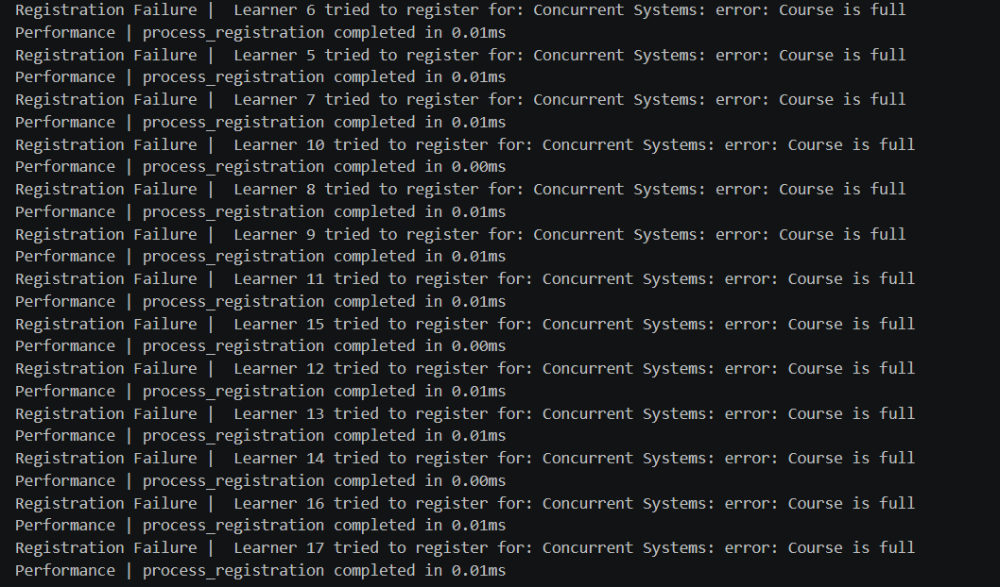 Registration Failure |  Learner 6 tried to register for: Concurrent Systems: error: Course is full
Performance | process_registration completed in 0.01ms
Registration Failure |  Learner 5 tried to register for: Concurrent Systems: error: Course is full
Performance | process_registration completed in 0.01ms
Registration Failure |  Learner 7 tried to register for: Concurrent Systems: error: Course is full
Performance | process_registration completed in 0.01ms
Registration Failure |  Learner 10 tried to register for: Concurrent Systems: error: Course is full
Performance | process_registration completed in 0.00ms
Registration Failure |  Learner 8 tried to register for: Concurrent Systems: error: Course is full
Performance | process_registration completed in 0.01ms
Registration Failure |  Learner 9 tried to register for: Concurrent Systems: error: Course is full
Performance | process_registration completed in 0.01ms
Registration Failure |  Learner 11 tried to register for: Concurrent Systems: error: Course is full
Performance | process_registration completed in 0.01ms
Registration Failure |  Learner 15 tried to register for: Concurrent Systems: error: Course is full
Performance | process_registration completed in 0.00ms
Registration Failure |  Learner 12 tried to register for: Concurrent Systems: error: Course is full
Performance | process_registration completed in 0.01ms
Registration Failure |  Learner 13 tried to register for: Concurrent Systems: error: Course is full
Performance | process_registration completed in 0.01ms
Registration Failure |  Learner 14 tried to register for: Concurrent Systems: error: Course is full
Performance | process_registration completed in 0.00ms
Registration Failure |  Learner 16 tried to register for: Concurrent Systems: error: Course is full
Performance | process_registration completed in 0.01ms
Registration Failure |  Learner 17 tried to register for: Concurrent Systems: error: Course is full
Performance | process_registration completed in 0.01ms